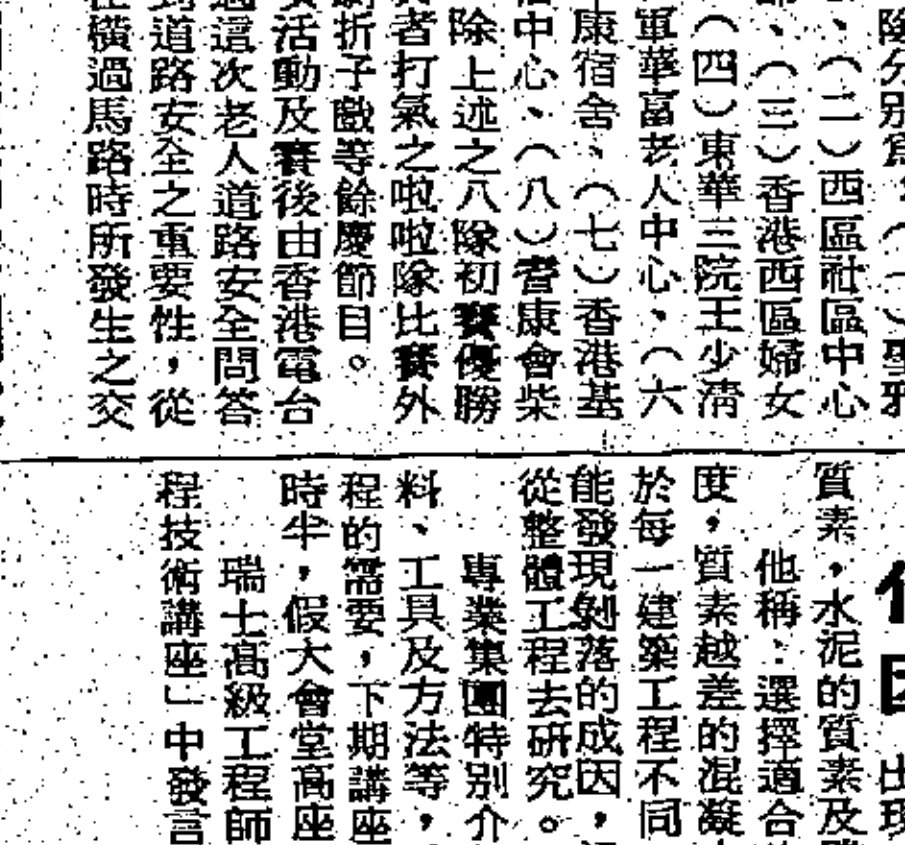 隊分別為：（一）聖雅
、（二）西區社區中心
、（三）香港西區婦女
（四）東華三院王少清
軍華富老人中心、（六
康宿舍、（七）香港基
中心、（八）耆康會柴
除上述之八隊初賽優勝
者打氣之啦啦隊比賽外
折子戲等餘慶節目。
活動及賽後由香港電台
這次老人道路安全問答
道路安全之重要性，從
橫過馬路時所發生之交
出現
質素，水泥的質素及
他稱：選擇適合
度，質素越差的混凝
於每一建築工程不同
能發現剝落的成因，
從整體工程去研究。
專業集團特別介
料、工具及方法等，
程的需要，下期講座
時半，假大會堂高座
瑞士高級工程師
程技術講座」中發言